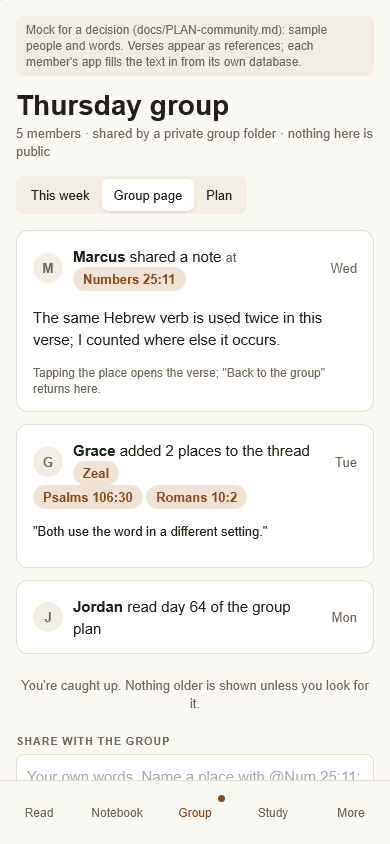 Mock for a decision (docs/PLAN-community.md): sample
people and words. Verses appear as references; each
member's app fills the text in from its own database.
Thursday group
5 members · shared by a private group folder · nothing here is
public
This week Group page Plan
M Marcus shared a note at Wed
Numbers 25:11
The same Hebrew verb is used twice in this
verse; I counted where else it occurs.
Tapping the place opens the verse; "Back to the group"
returns here.
G Grace added 2 places to the thread Tue
Zeal
Psalms 106:30 Romans 10:2
"Both use the word in a different setting."
J Jordan read day 64 of the group Mon
plan
You're caught up. Nothing older is shown unless you look for
it.
SHARE WITH THE GROUP
Your own words. Name a place with @Num 25:11:
Read Notebook Group Study More